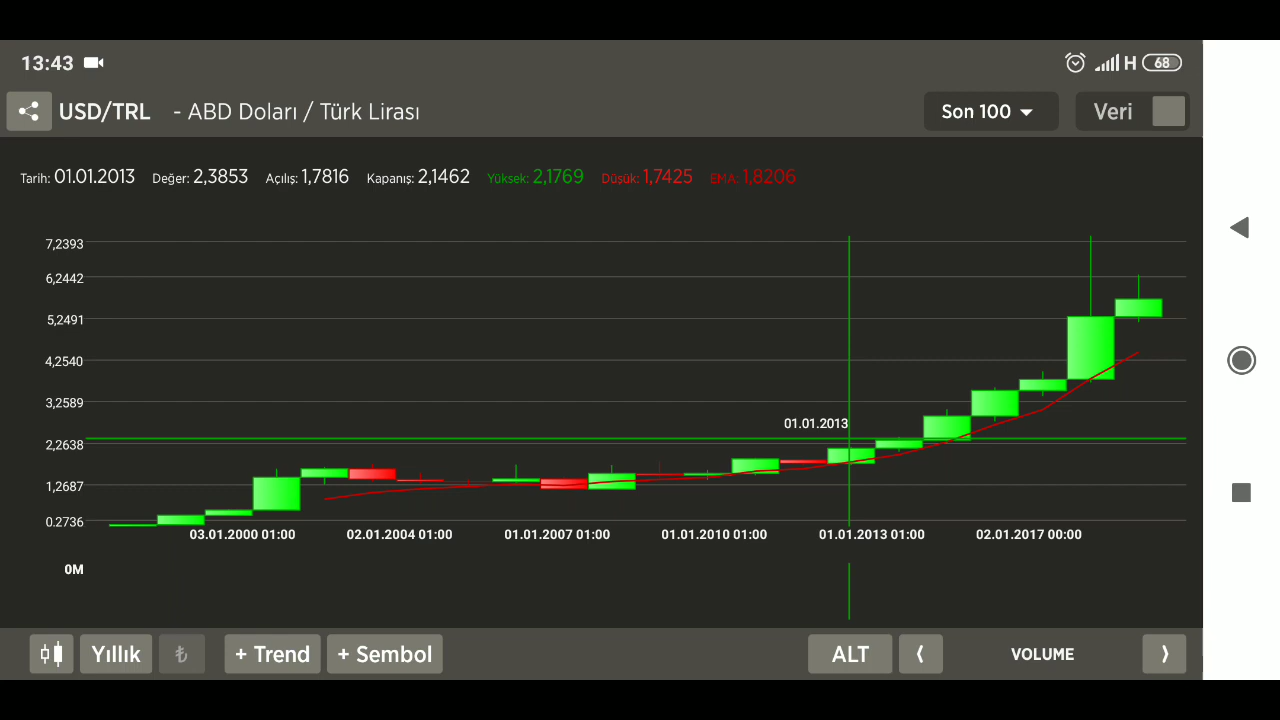 13:43 H 68
USD/TRL - ABD Doları / Türk Lirası Son 100 Veri
Tarih: 01.01.2013 Değer: 2,3853 Açılış: 1,7816 Kapanış: 2,1462 Yüksek: 2,1769 Düşük: 1,7425 EMA: 1,8206
7,2393
6,2442
5,2491
4,2540
3,2589
01.01.2013
2,2638
1,2687
0.2736
03.01.2000 01:00 02.01.2004 01:00 01.01.2007 01:00 01.01.2010 01:00 01.01.2013 01:00 02.01.2017 00:00
0M
Yıllık ₺ + Trend + Sembol ALT ❬ VOLUME ❭